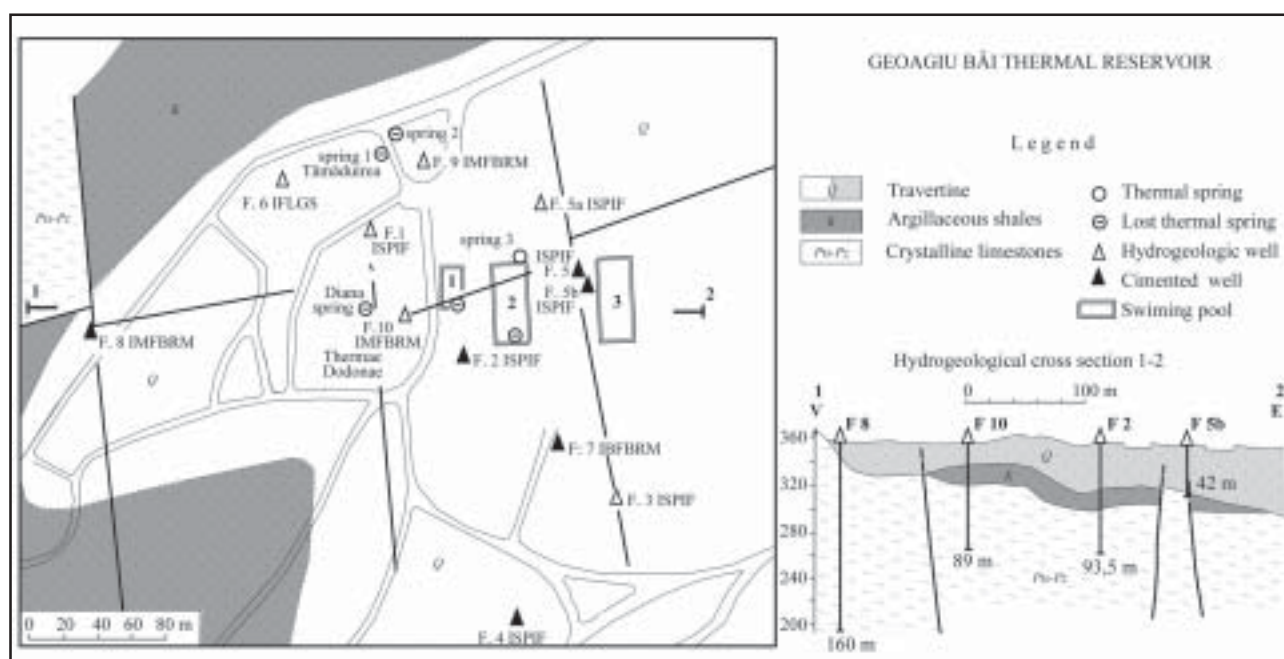 GEOAGIU BĂI THERMAL RESERVOIR
Legend
Q Travertine
Argillaceous shales
Crystalline limestones
Thermal spring
Lost thermal spring
Hydrogeologic well
Cimented well
Swiming pool
spring 2
spring 1
Tămăduirea
F. 9 IMFBRM
F. 6 IFLGS
F. 5a ISPIF
F.1
ISPIF
spring 3
ISPIF
F. 5
F. 5b
ISPIF
1
2
3
1
2
Diana
spring
F. 10
IMFBRM
F. 8 IMFBRM
Thermae
Dodonae
F. 2 ISPIF
F. 3 ISPIF
F. 4 ISPIF
Q
Q
Q
0 20 40 60 80 m
Hydrogeological cross section 1-2
0 100 m
1
V
2
E
F 8
F 10
F 2
F 5b
360
320
280
240
200
Q
42 m
89 m
93,5 m
160 m